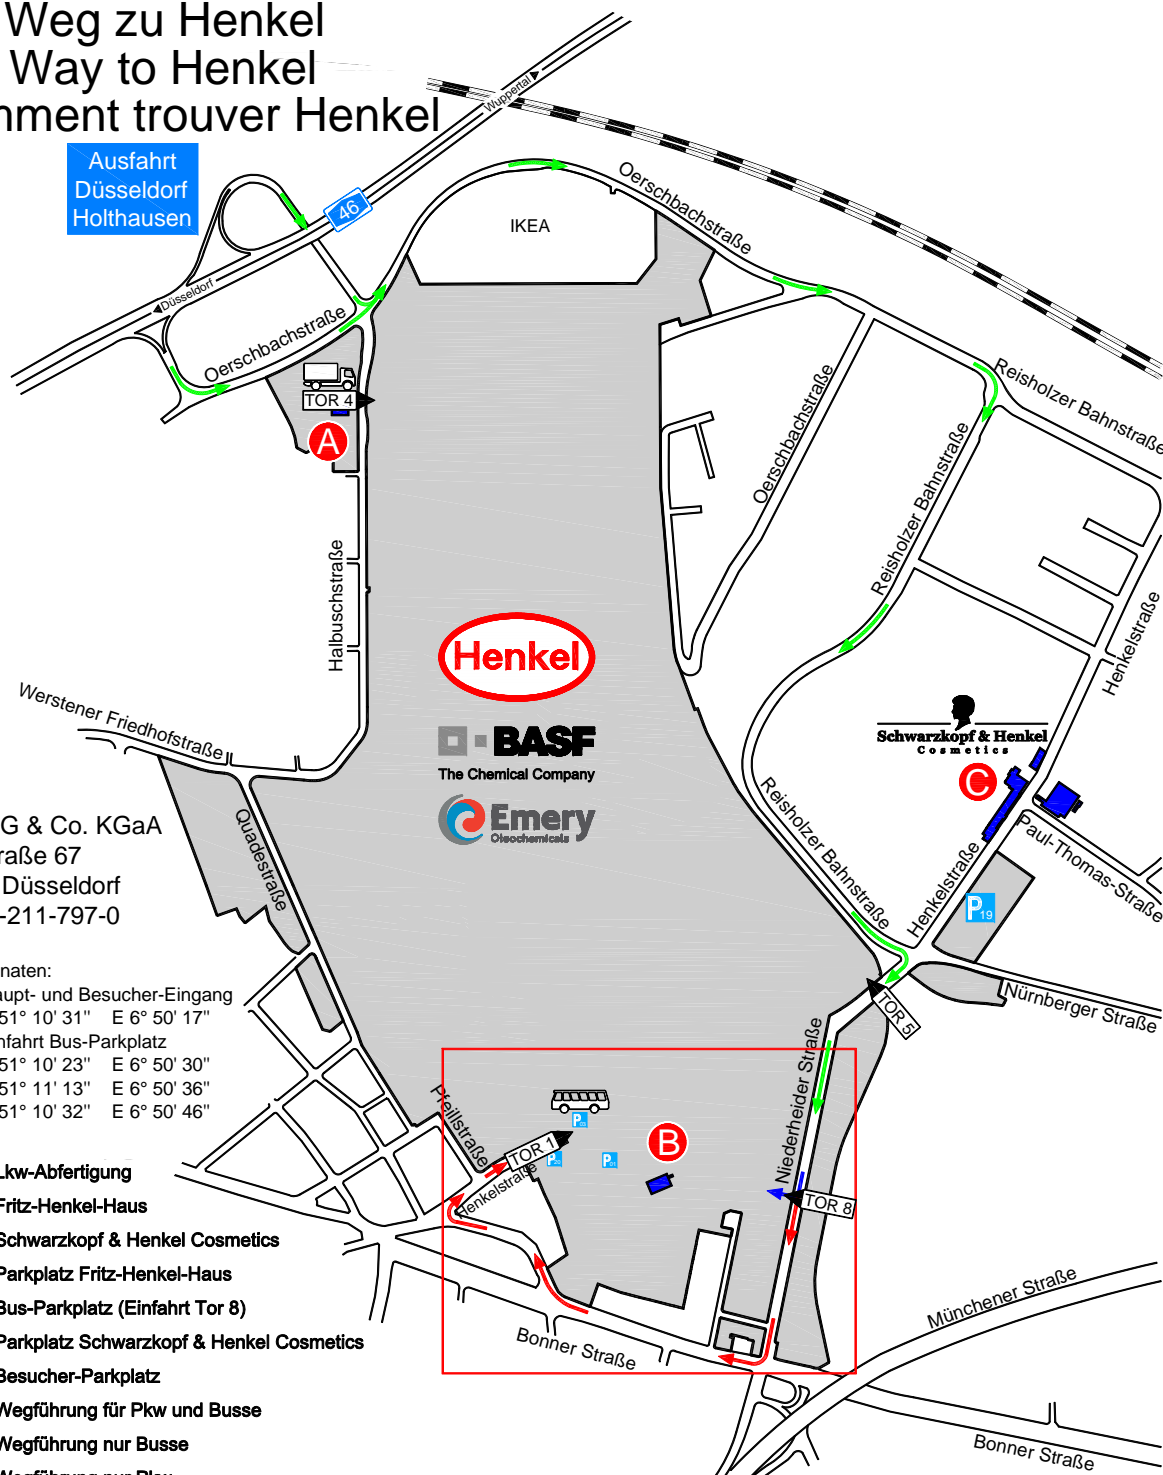 Weg zu Henkel
Way to Henkel
mment trouver Henkel
Ausfahrt
Düsseldorf
Holthausen
46
Wuppertal
Düsseldorf
Oerschbachstraße
Oerschbachstraße
IKEA
TOR 4
A
Oerschbachstraße
Reisholzer Bahnstraße
Reisholzer Bahnstraße
Halbuschstraße
Henkelstraße
Henkel
BASF
The Chemical Company
Emery
Oleochemicals
Werstener Friedhofstraße
Quadestraße
Schwarzkopf & Henkel
Cosmetics
C
Reisholzer Bahnstraße
Henkelstraße
Paul-Thomas-Straße
P19
Nürnberger Straße
TOR 5
G & Co. KGaA
raße 67
Düsseldorf
-211-797-0
naten:
aupt- und Besucher-Eingang
51° 10' 31" E 6° 50' 17"
nfahrt Bus-Parkplatz
51° 10' 23" E 6° 50' 30"
51° 11' 13" E 6° 50' 36"
51° 10' 32" E 6° 50' 46"
Pfeillstraße
Henkelstraße
TOR 1
P03
P20
P01
B
Niederheider Straße
TOR 8
Bonner Straße
Münchener Straße
Bonner Straße
Lkw-Abfertigung
Fritz-Henkel-Haus
Schwarzkopf & Henkel Cosmetics
Parkplatz Fritz-Henkel-Haus
Bus-Parkplatz (Einfahrt Tor 8)
Parkplatz Schwarzkopf & Henkel Cosmetics
Besucher-Parkplatz
Wegführung für Pkw und Busse
Wegführung nur Busse
Wegführung nur Pkw